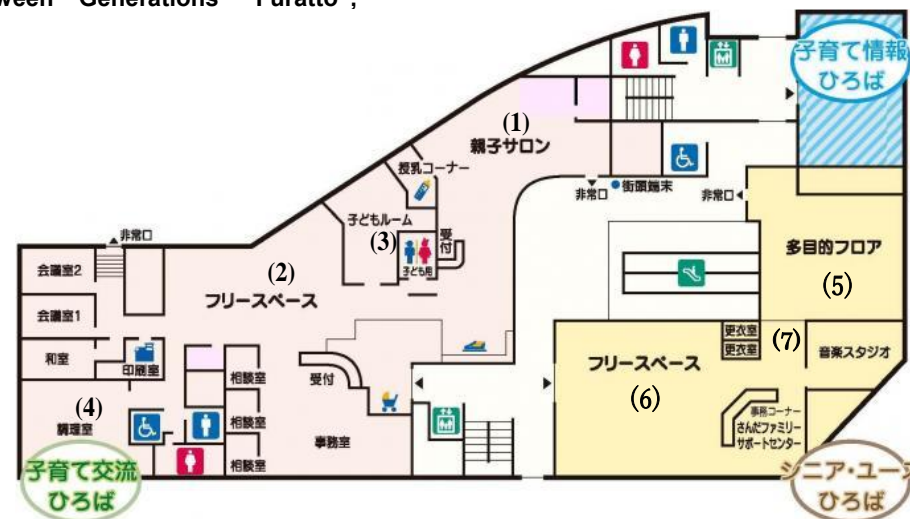 ween Generations "Furatto",
子育て情報
ひろば
(1)
親子サロン
授乳コーナー
非常口
街頭端末
非常口
子どもルーム
(3)
受付
子ども用
非常口
会議室2
(2)
フリースペース
多目的フロア
(5)
会議室1
和室
印刷室
相談室
受付
更衣室
更衣室
(7)
音楽スタジオ
フリースペース
(6)
(4)
調理室
相談室
事務室
相談室
事務コーナー
さんだファミリー
サポートセンター
子育て交流
ひろば
シニア・ユース
ひろば